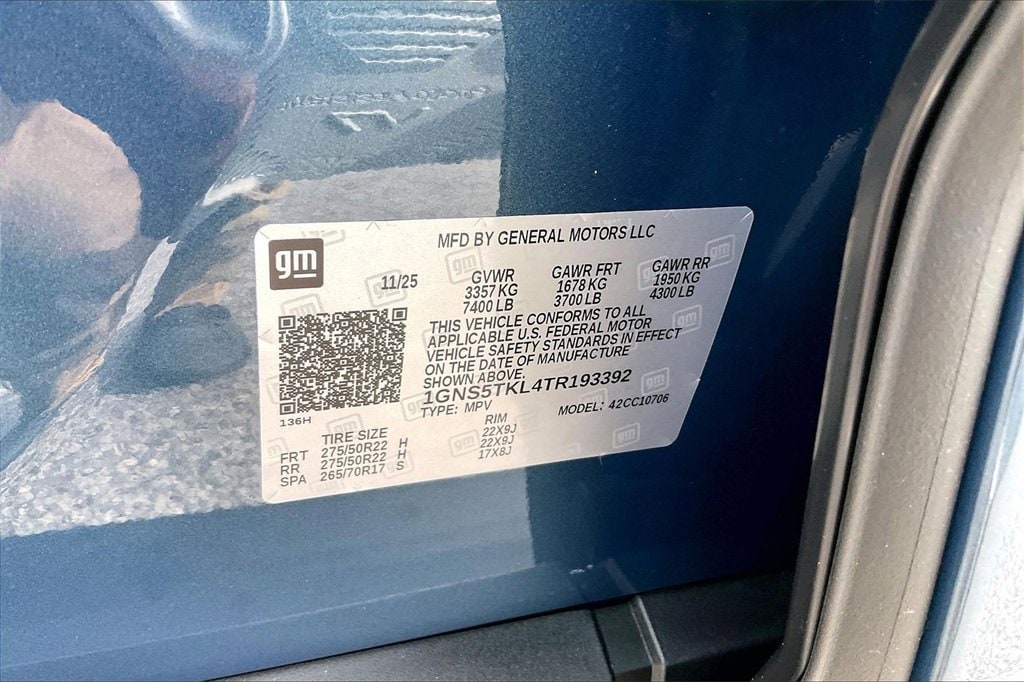 gm
MFD BY GENERAL MOTORS LLC
11/25 GVWR GAWR FRT GAWR RR
3357 KG 1678 KG 1950 KG
7400 LB 3700 LB 4300 LB
THIS VEHICLE CONFORMS TO ALL
APPLICABLE U.S. FEDERAL MOTOR
VEHICLE SAFETY STANDARDS IN EFFECT
ON THE DATE OF MANUFACTURE
SHOWN ABOVE.
1GNS5TKL4TR193392
TYPE: MPV MODEL: 42CC10706
136H
TIRE SIZE RIM
FRT 275/50R22 H 22X9J
RR 275/50R22 H 22X9J
SPA 265/70R17 S 17X8J